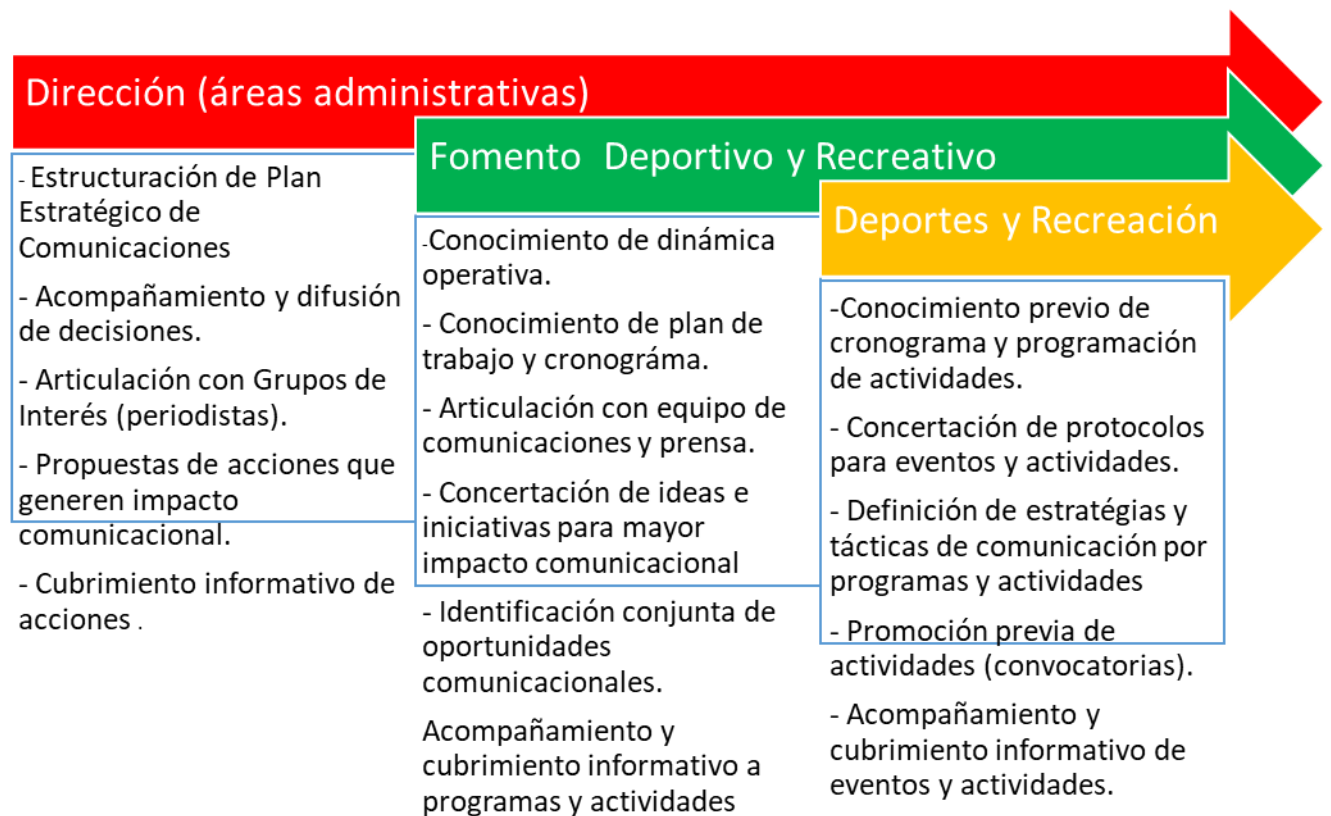 Dirección (áreas administrativas)
- Estructuración de Plan
Estratégico de
Comunicaciones
- Acompañamiento y difusión
de decisiones.
- Articulación con Grupos de
Interés (periodistas).
- Propuestas de acciones que
generen impacto
comunicacional.
- Cubrimiento informativo de
acciones .
Fomento  Deportivo y Recreativo
-Conocimiento de dinámica
operativa.
- Conocimiento de plan de
trabajo y cronográma.
- Articulación con equipo de
comunicaciones y prensa.
- Concertación de ideas e
iniciativas para mayor
impacto comunicacional
- Identificación conjunta de
oportunidades
comunicacionales.
Acompañamiento y
cubrimiento informativo a
programas y actividades
Deportes y Recreación
-Conocimiento previo de
cronograma y programación
de actividades.
- Concertación de protocolos
para eventos y actividades.
- Definición de estratégias y
tácticas de comunicación por
programas y actividades
- Promoción previa de
actividades (convocatorias).
- Acompañamiento y
cubrimiento informativo de
eventos y actividades.